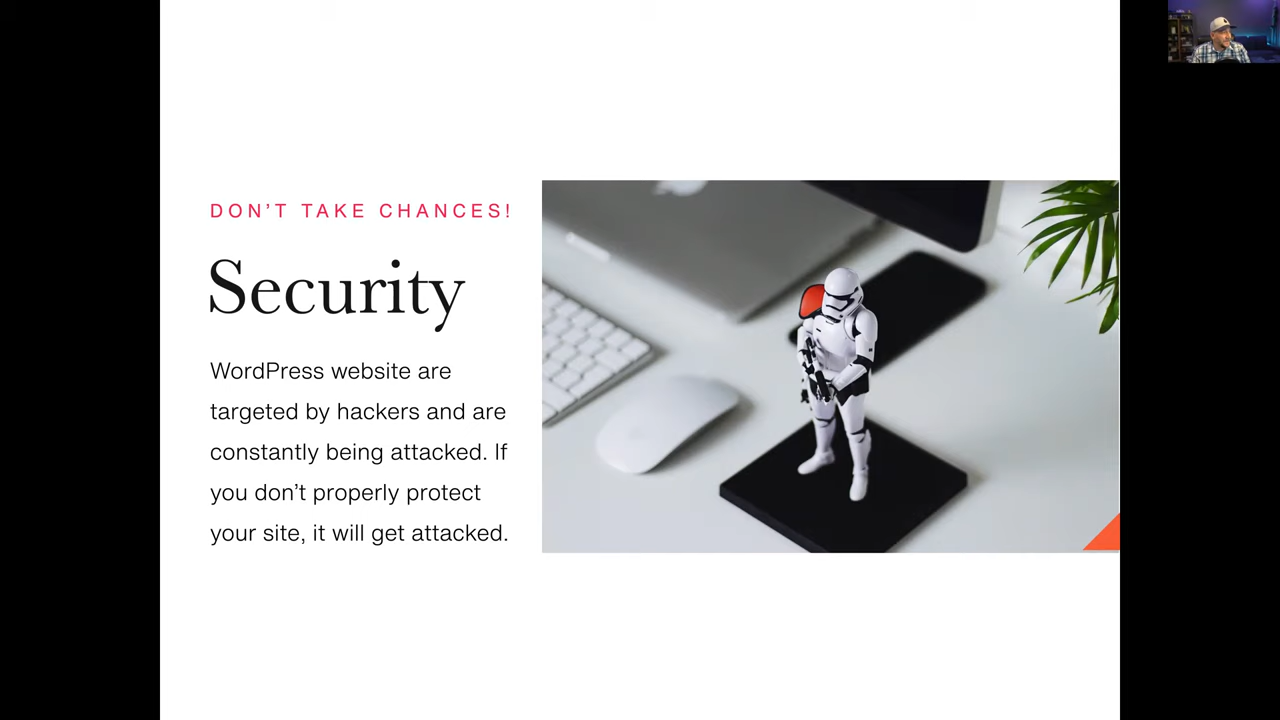 DON’T TAKE CHANCES!
Security
WordPress website are
targeted by hackers and are
constantly being attacked. If
you don’t properly protect
your site, it will get attacked.